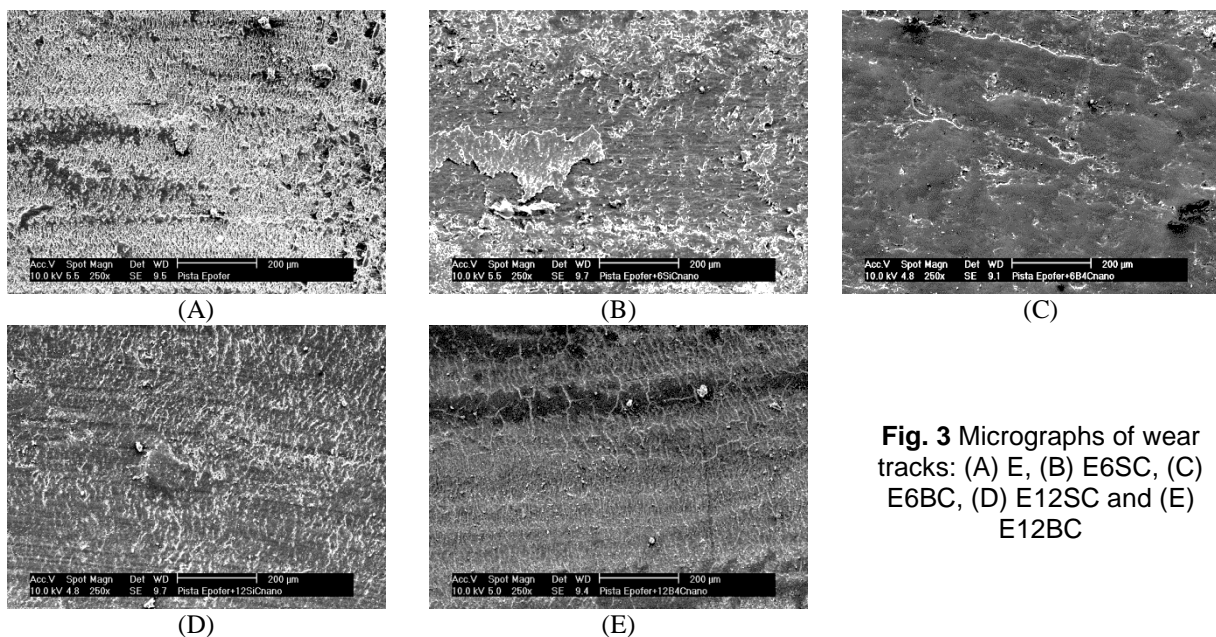 Acc.V Spot Magn Det WD 200 µm
10.0 kV 5.5 250x SE 9.5 Pista Epofer
(A)
Acc.V Spot Magn Det WD 200 µm
10.0 kV 5.5 250x SE 9.7 Pista Epofer+6SiCnano
(B)
Acc.V Spot Magn Det WD 200 µm
10.0 kV 4.8 250x SE 9.1 Pista Epofer+6B4Cnano
(C)
Acc.V Spot Magn Det WD 200 µm
10.0 kV 4.8 250x SE 9.7 Pista Epofer+12SiCnano
(D)
Acc.V Spot Magn Det WD 200 µm
10.0 kV 5.0 250x SE 9.4 Pista Epofer+12B4Cnano
(E)
Fig. 3 Micrographs of wear
tracks: (A) E, (B) E6SC, (C)
E6BC, (D) E12SC and (E)
E12BC